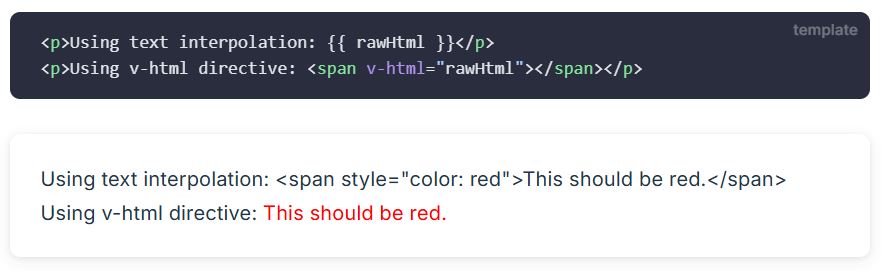 template
<p>Using text interpolation: {{ rawHtml }}</p>
<p>Using v-html directive: <span v-html="rawHtml"></span></p>
Using text interpolation: <span style="color: red">This should be red.</span>
Using v-html directive: This should be red.